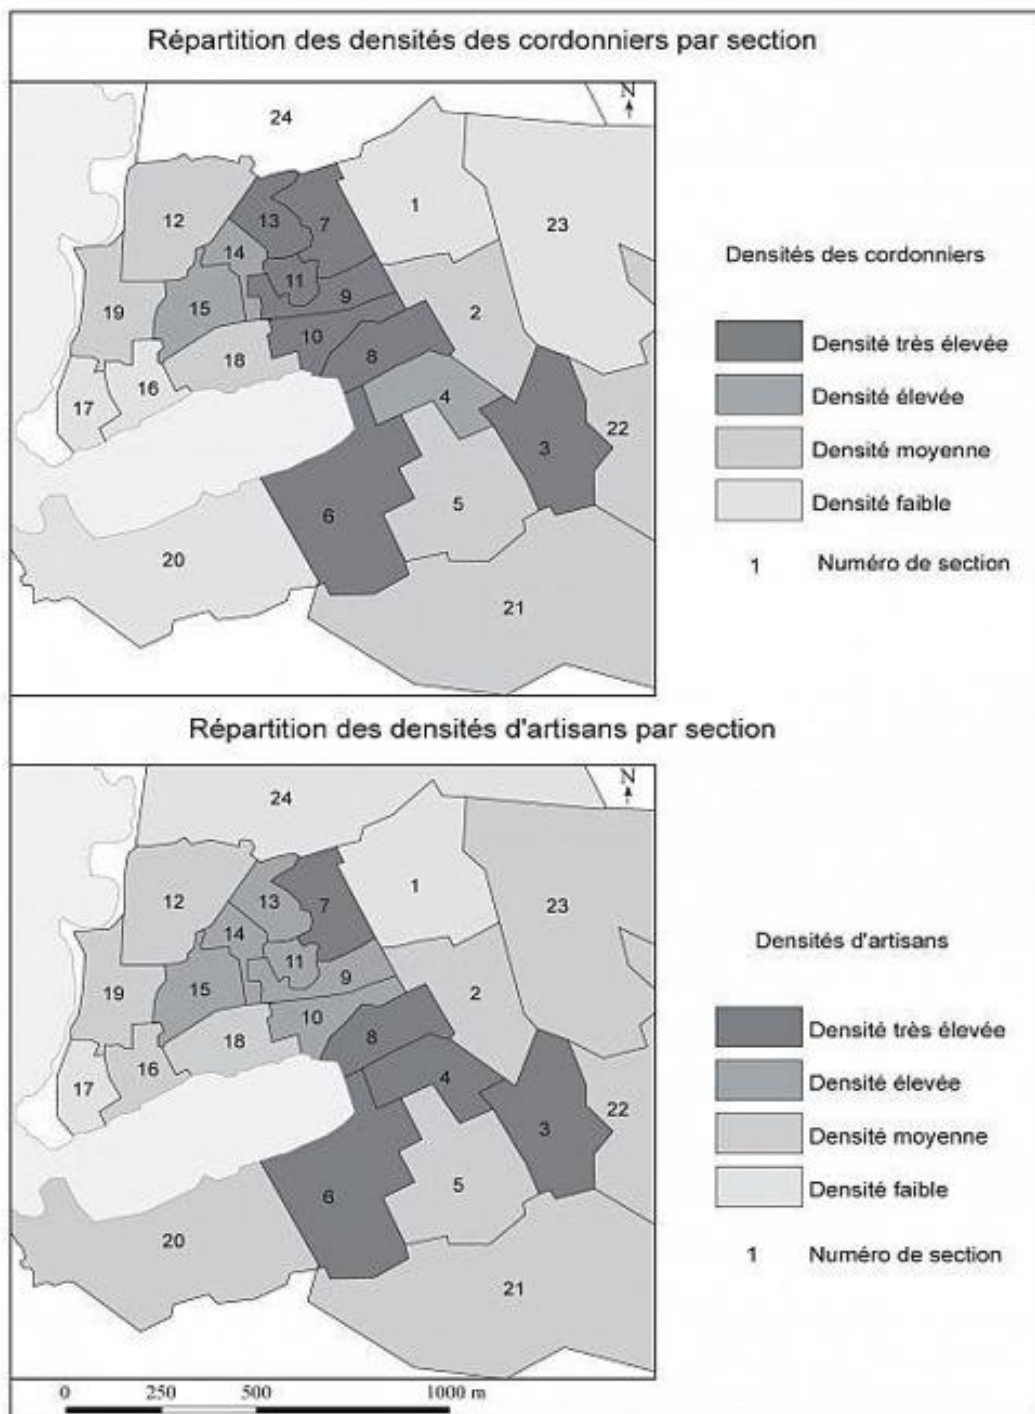 Répartition des densités des cordonniers par section
N
24
1
23
12
13
7
14
11
9
2
19
15
10
18
8
16
17
4
22
3
6
5
20
21
Densités des cordonniers
Densité très élevée
Densité élevée
Densité moyenne
Densité faible
1 Numéro de section
Répartition des densités d'artisans par section
N
24
1
23
12
13
7
14
11
9
2
19
15
10
18
8
16
17
4
22
3
6
5
20
21
Densités d'artisans
Densité très élevée
Densité élevée
Densité moyenne
Densité faible
1 Numéro de section
0 250 500 1000 m